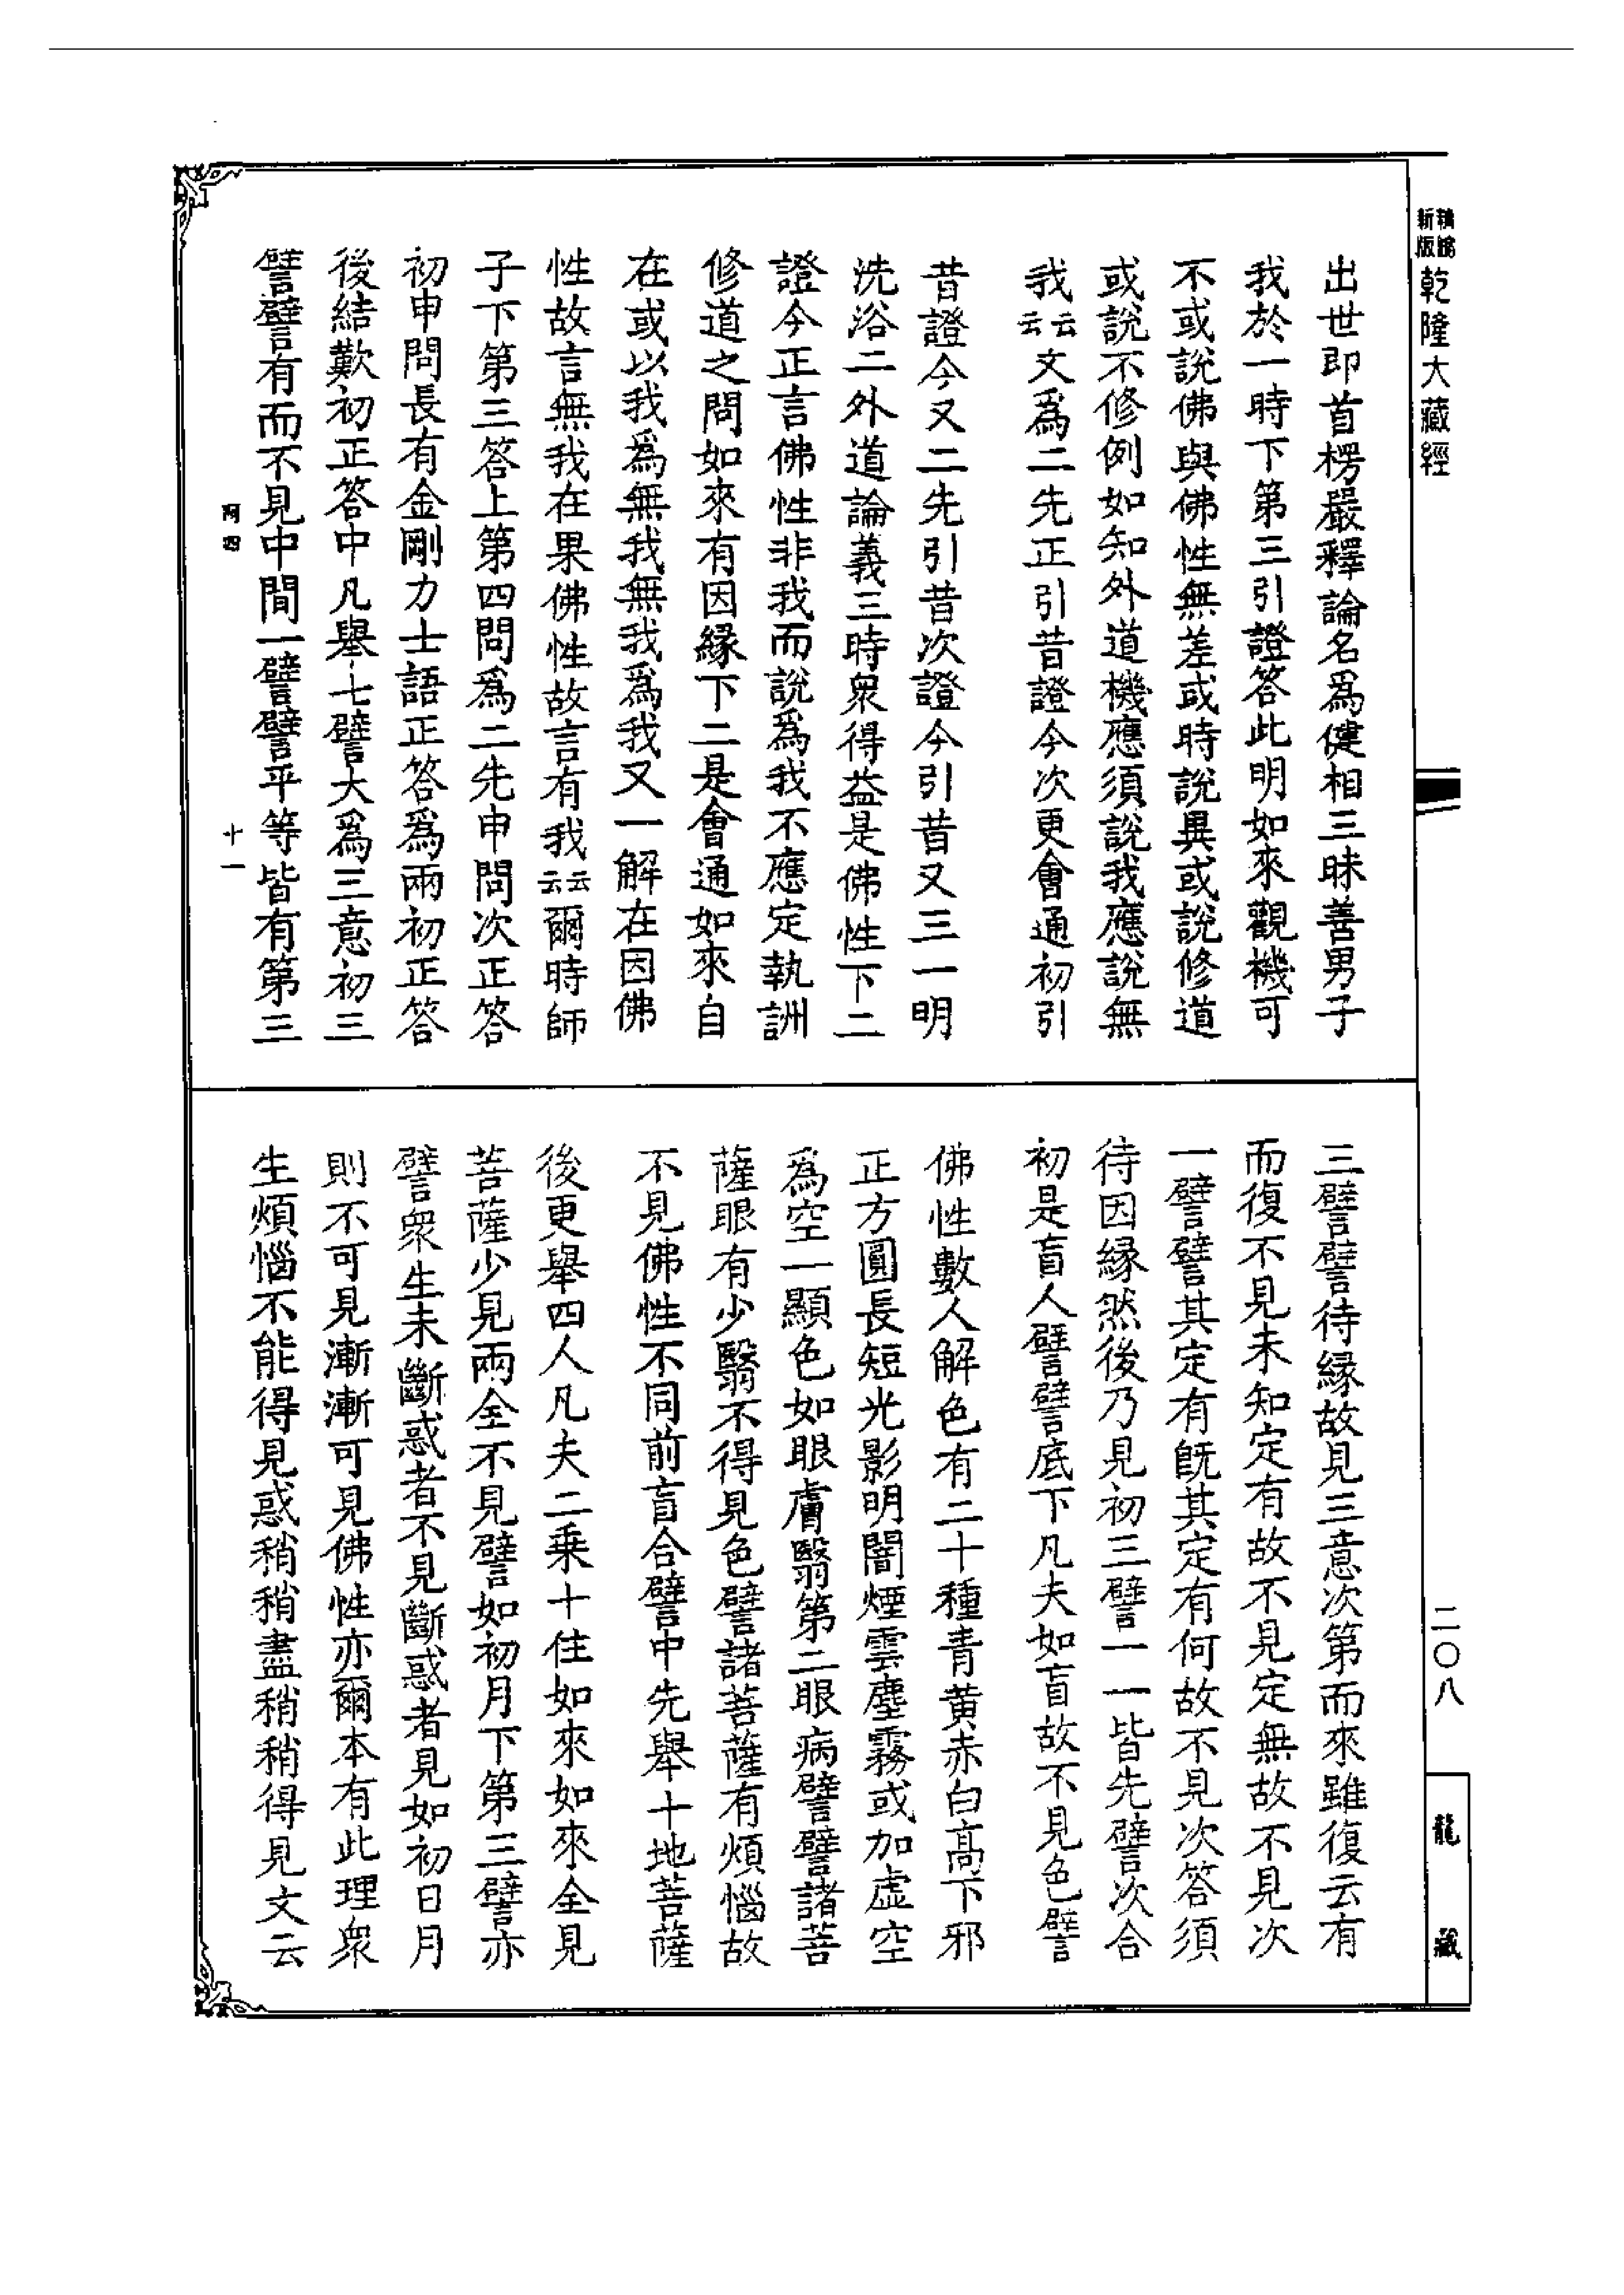 新編
縮版
乾隆大藏經
出世即首楞嚴釋論名爲健相三昧善男子
我於一時下第三引證答此明如來觀機可
不或說佛與佛性無差或時說異或說修道
或說不修例如知外道機應須說我應說無
我云云文爲二先正引昔證今次更會通初引
昔證今又二先引昔次證今引昔又三一明
洗浴二外道論義三時衆得益是佛性下二
證今正言佛性非我而說爲我不應定執詶
修道之問如來有因緣下二是會通如來自
在或以我爲無我無我爲我又一解在因佛
性故言無我在果佛性故言有我云云爾時師
子下第三答上第四問爲二先申問次正答
初申問長有金剛力士語正答爲兩初正答
後結歎初正答中凡舉七譬大爲三意初三
譬譬有而不見中間一譬譬平等皆有第三
阿四
十一
三譬譬待緣故見三意次第而來雖復云有
而復不見未知定有故不見定無故不見次
一譬譬其定有旣其定有何故不見次答須
待因緣然後乃見初三譬一一皆先譬次合
初是盲人譬譬底下凡夫如盲故不見色譬
佛性數人解色有二十種青黃赤白高下邪
正方圓長短光影明闇煙雲塵霧或加虛空
爲空一顯色如眼膚翳第二眼病譬譬諸菩
薩眼有少翳不得見色譬諸菩薩有煩惱故
不見佛性不同前盲合譬中先舉十地菩薩
後更舉四人凡夫二乗十住如來如來全見
菩薩少見兩全不見譬如初月下第三譬亦
譬衆生未斷惑者不見斷惑者見如初日月
則不可見漸漸可見佛性亦爾本有此理衆
生煩惱不能得見惑稍稍盡稍稍得見文云
二〇八
龍藏